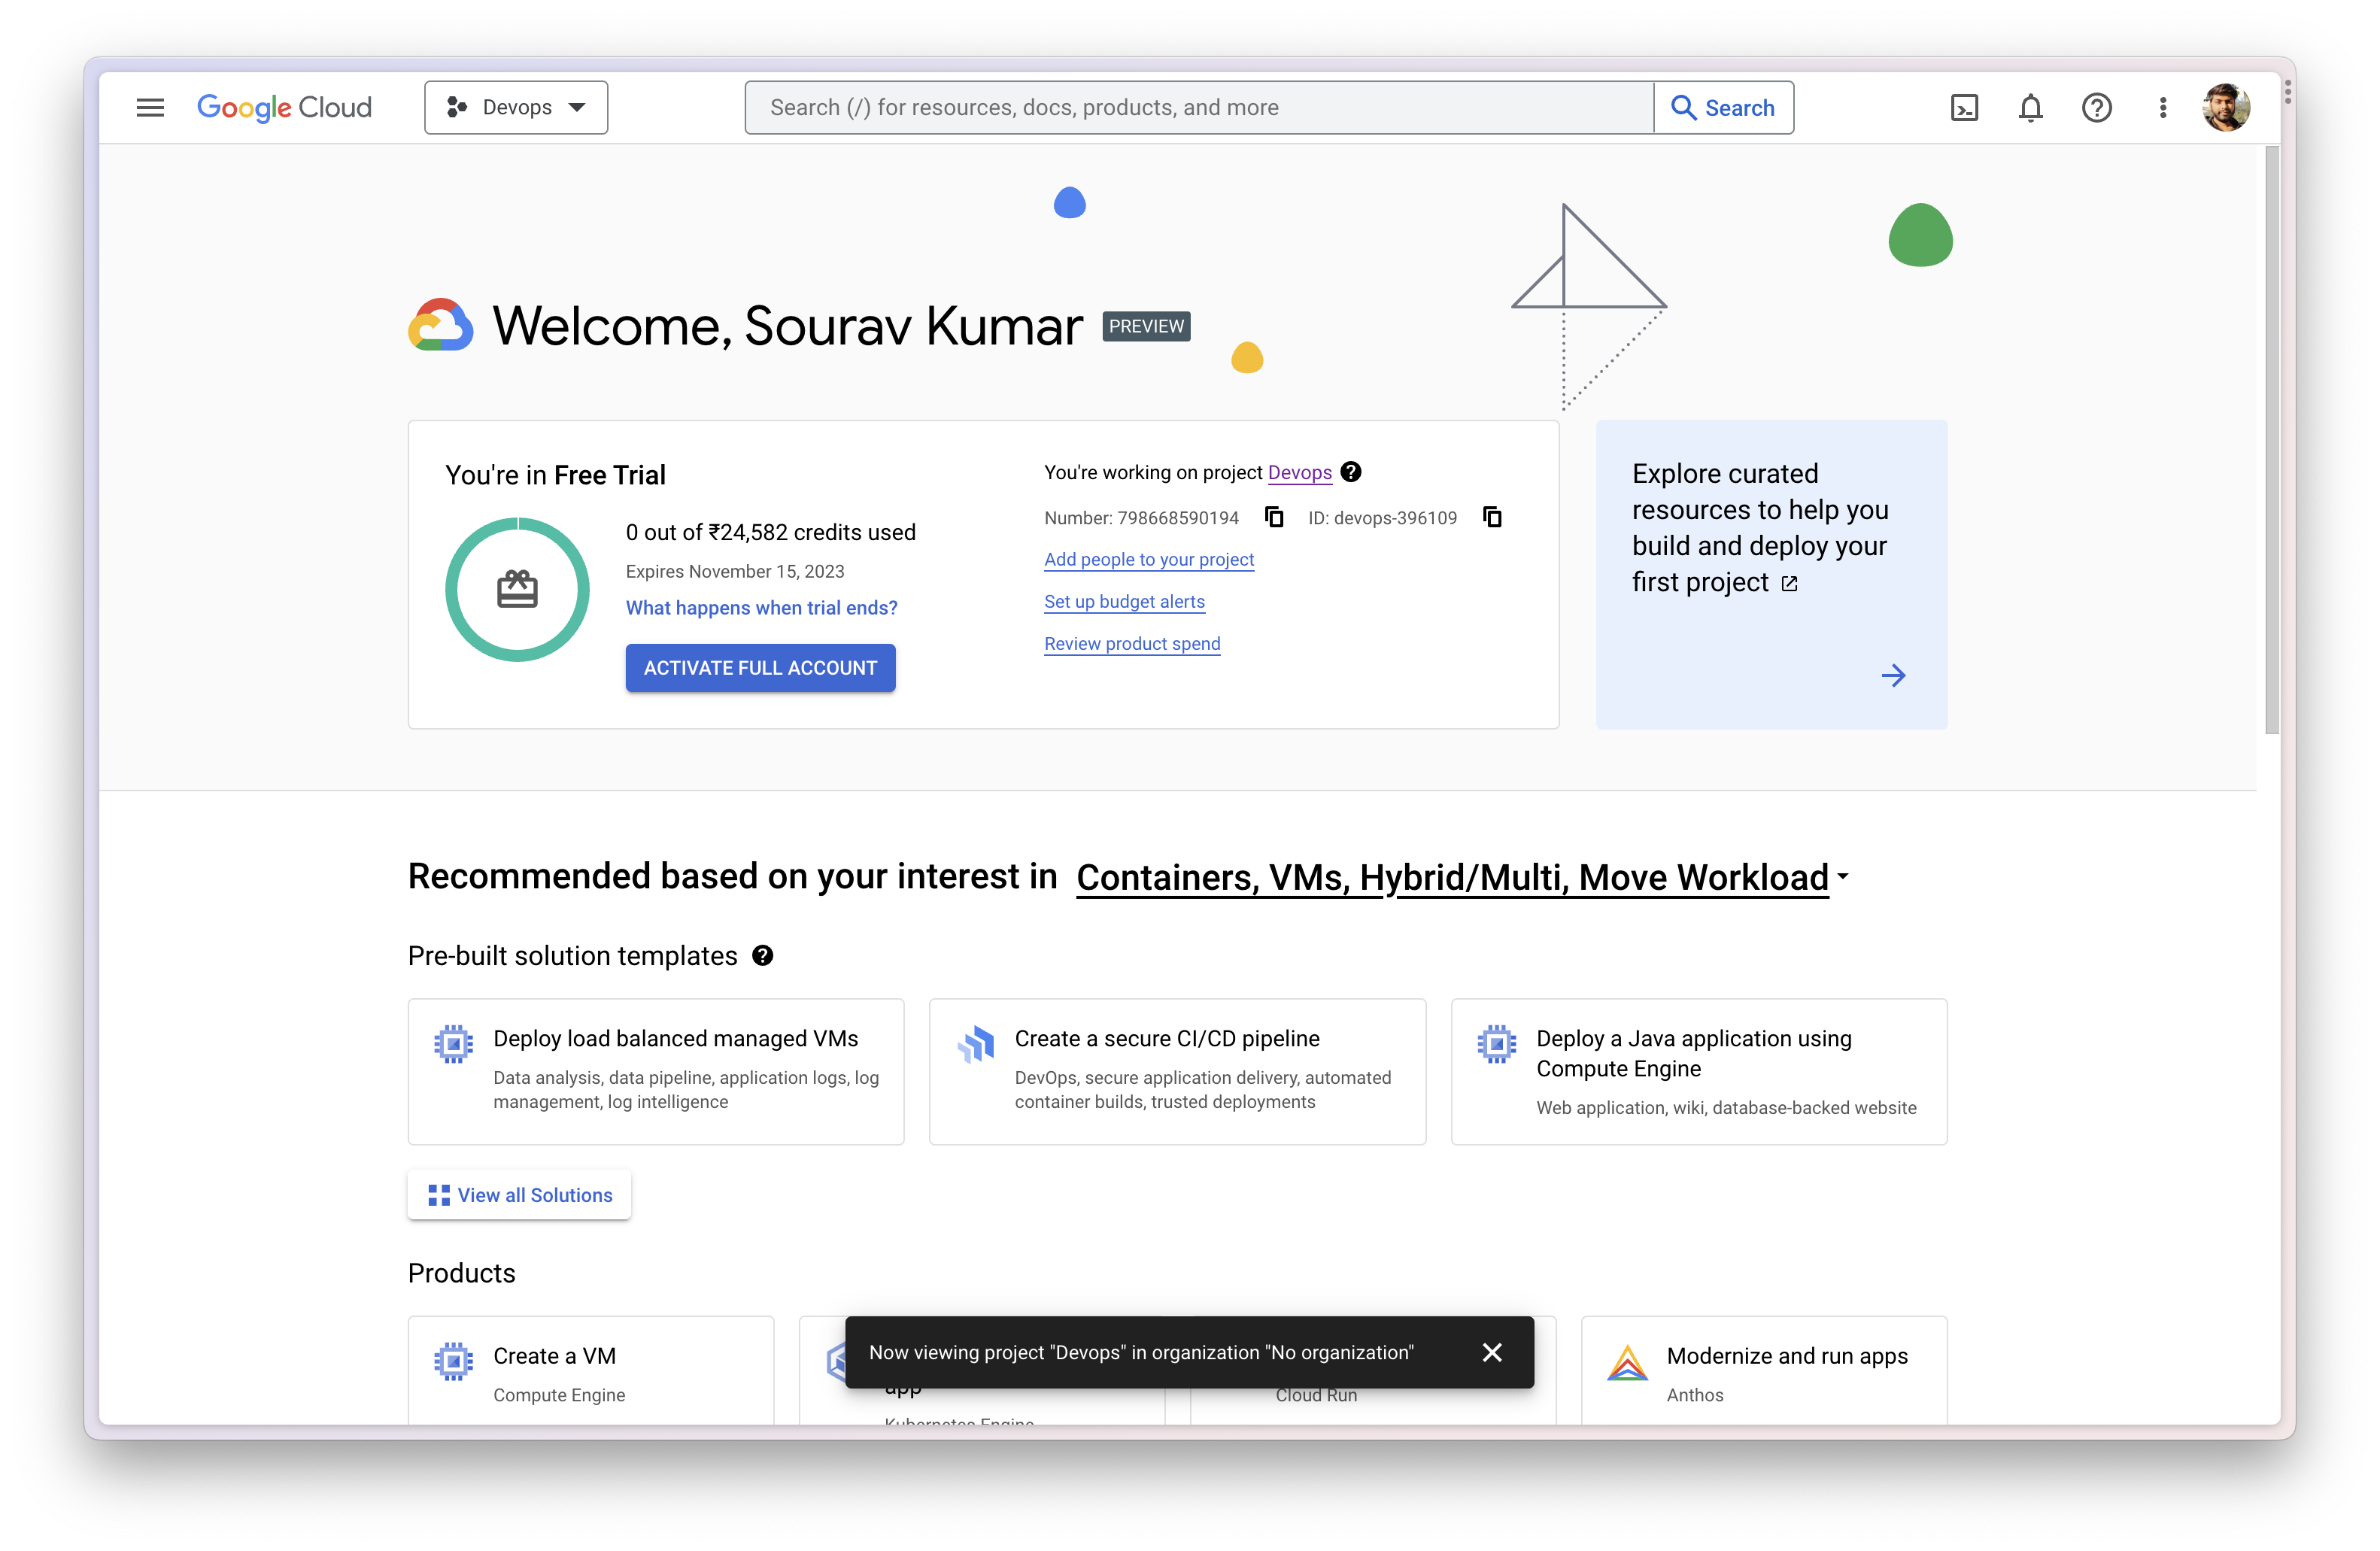 Google Cloud
Devops
Search (/) for resources, docs, products, and more
Search
Welcome, Sourav Kumar PREVIEW
You're in Free Trial
0 out of ₹24,582 credits used
Expires November 15, 2023
What happens when trial ends?
ACTIVATE FULL ACCOUNT
You're working on project Devops
Number: 798668590194 ID: devops-396109
Add people to your project
Set up budget alerts
Review product spend
Explore curated
resources to help you
build and deploy your
first project
Recommended based on your interest in Containers, VMs, Hybrid/Multi, Move Workload
Pre-built solution templates
Deploy load balanced managed VMs
Data analysis, data pipeline, application logs, log
management, log intelligence
Create a secure CI/CD pipeline
DevOps, secure application delivery, automated
container builds, trusted deployments
Deploy a Java application using
Compute Engine
Web application, wiki, database-backed website
View all Solutions
Products
Create a VM
Compute Engine
app
Kubernetes Engine
Cloud Run
Modernize and run apps
Anthos
Now viewing project "Devops" in organization "No organization"